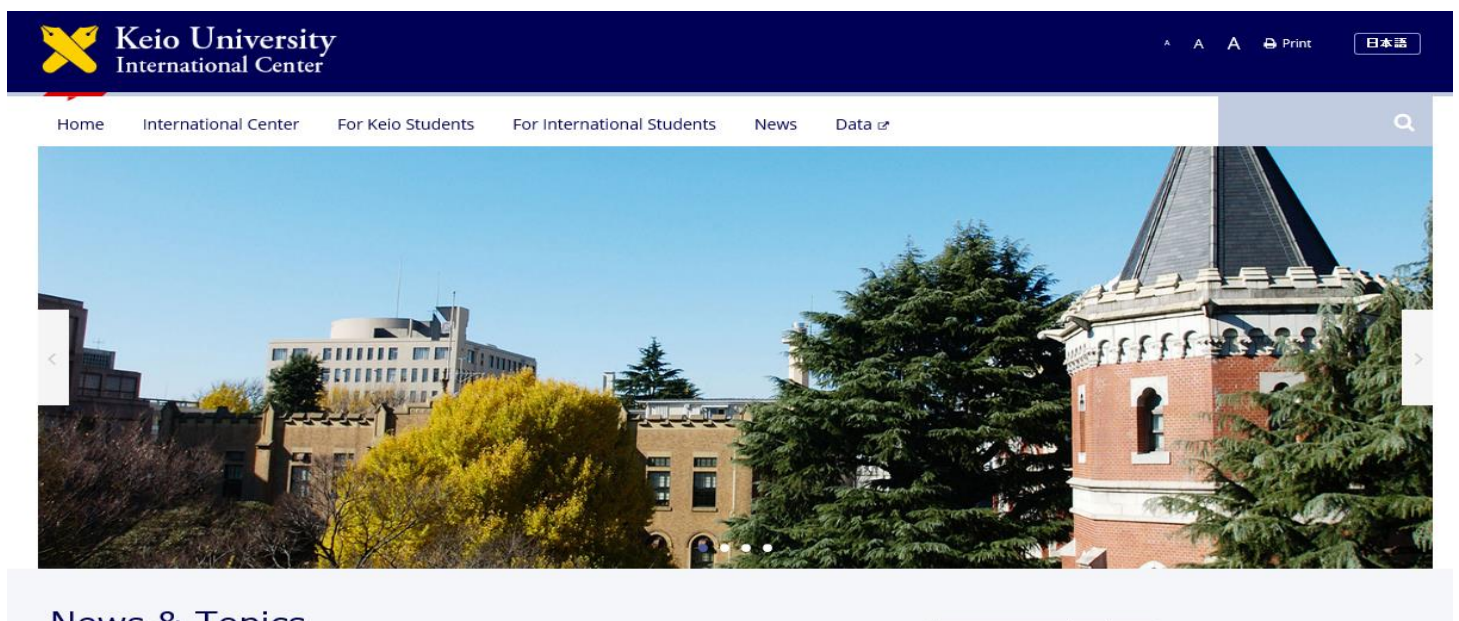 Keio University
International Center
A A A Print 日本語
Home International Center For Keio Students For International Students News Data
News & Topics